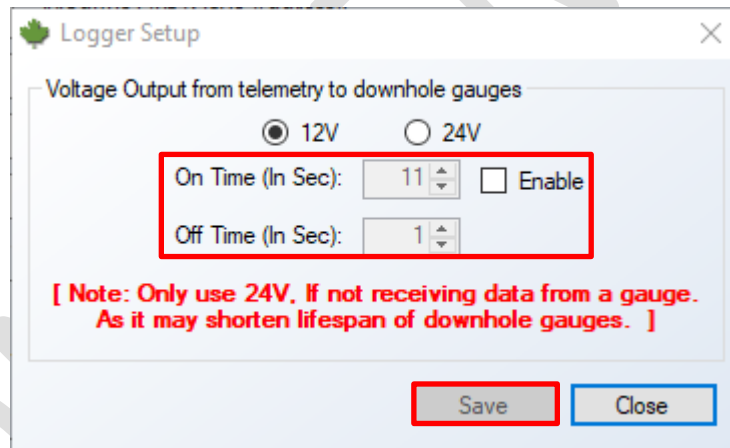 Logger Setup
Voltage Output from telemetry to downhole gauges
12V 24V
On Time (In Sec): 11 Enable
Off Time (In Sec): 1
[ Note: Only use 24V, If not receiving data from a gauge.
As it may shorten lifespan of downhole gauges. ]
Save Close